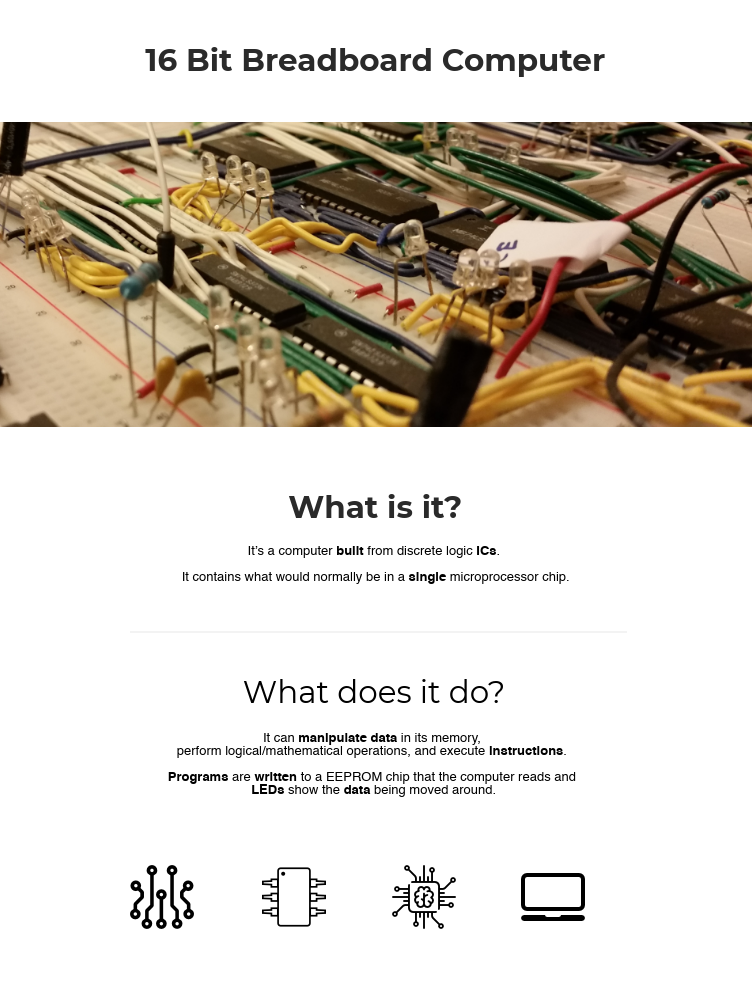 16 Bit Breadboard Computer
What is it?
It's a computer built from discrete logic ICs.
It contains what would normally be in a single microprocessor chip.
What does it do?
It can manipulate data in its memory,
perform logical/mathematical operations, and execute instructions.
Programs are written to a EEPROM chip that the computer reads and
LEDs show the data being moved around.